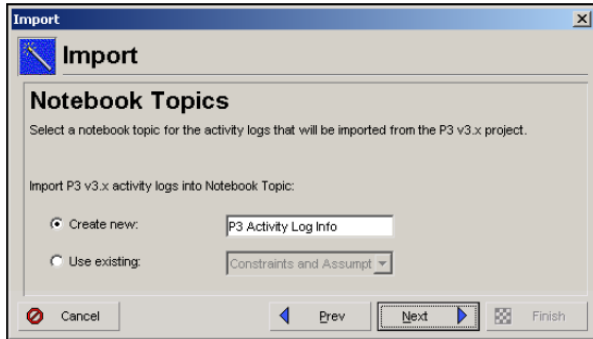 Import
Import
Notebook Topics
Select a notebook topic for the activity logs that will be imported from the P3 v3.x project.
Import P3 v3.x activity logs into Notebook Topic:
Create new: P3 Activity Log Info
Use existing: Constraints and Assumpt
Cancel Prev Next Finish